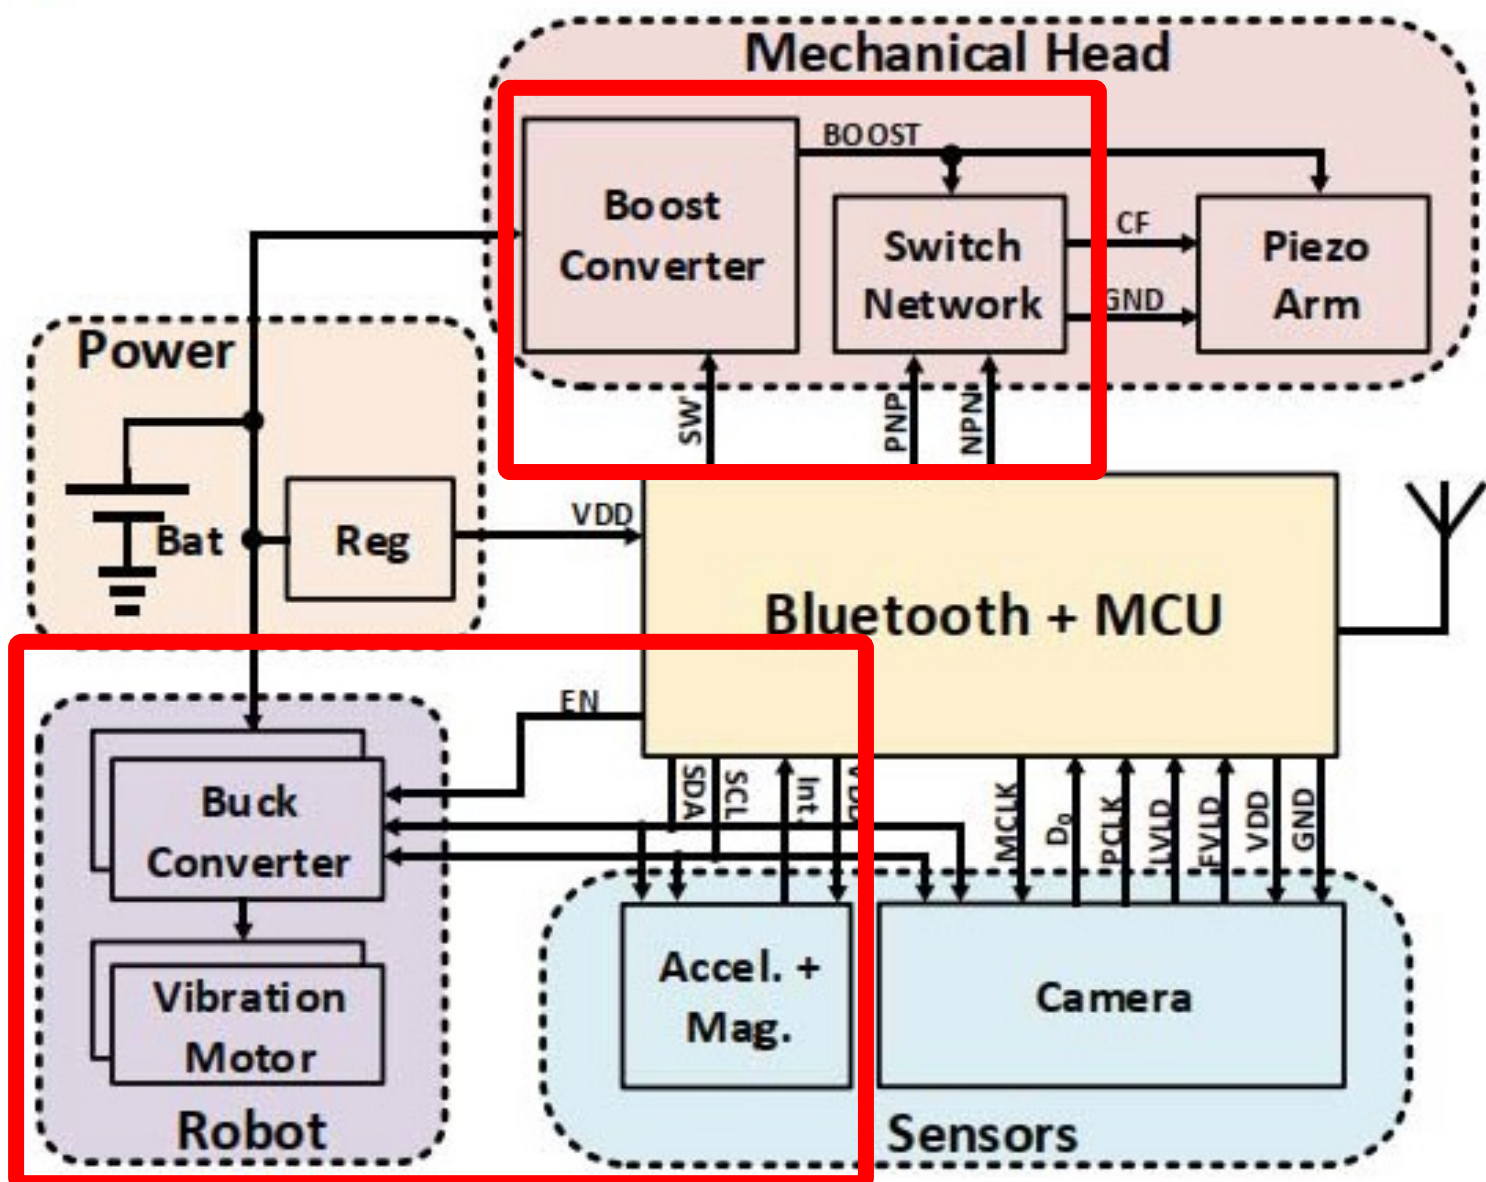 Mechanical Head
BOOST
Boost
Converter
Switch
Network
CF
GND
Piezo
Arm
SW
PNP
NPN
Power
Bat
Reg
VDD
Bluetooth + MCU
EN
SDA
SCL
Int.
VDD
MCLK
D₀
PCLK
LVLD
FVLD
VDD
GND
Buck
Converter
Vibration
Motor
Robot
Accel. +
Mag.
Camera
Sensors